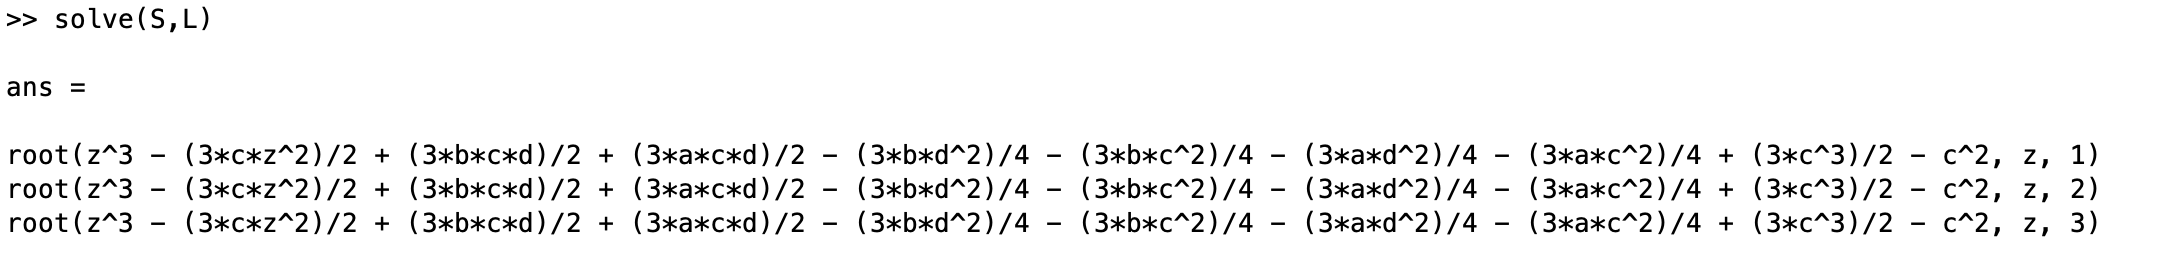 >> solve(S,L)
ans =
root(z^3 - (3*c*z^2)/2 + (3*b*c*d)/2 + (3*a*c*d)/2 - (3*b*d^2)/4 - (3*b*c^2)/4 - (3*a*d^2)/4 - (3*a*c^2)/4 + (3*c^3)/2 - c^2, z, 1)
root(z^3 - (3*c*z^2)/2 + (3*b*c*d)/2 + (3*a*c*d)/2 - (3*b*d^2)/4 - (3*b*c^2)/4 - (3*a*d^2)/4 - (3*a*c^2)/4 + (3*c^3)/2 - c^2, z, 2)
root(z^3 - (3*c*z^2)/2 + (3*b*c*d)/2 + (3*a*c*d)/2 - (3*b*d^2)/4 - (3*b*c^2)/4 - (3*a*d^2)/4 - (3*a*c^2)/4 + (3*c^3)/2 - c^2, z, 3)